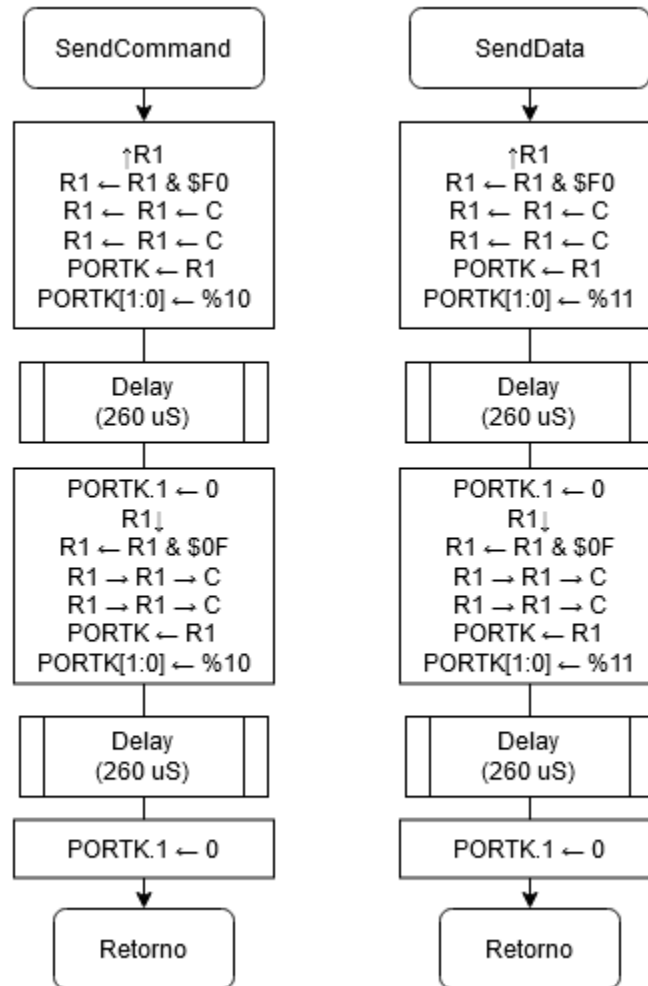 SendCommand
↑R1
R1 ← R1 & $F0
R1 ← R1 ← C
R1 ← R1 ← C
PORTK ← R1
PORTK[1:0] ← %10
Delay
(260 uS)
PORTK.1 ← 0
R1↓
R1 ← R1 & $0F
R1 → R1 → C
R1 → R1 → C
PORTK ← R1
PORTK[1:0] ← %10
Delay
(260 uS)
PORTK.1 ← 0
Retorno
SendData
↑R1
R1 ← R1 & $F0
R1 ← R1 ← C
R1 ← R1 ← C
PORTK ← R1
PORTK[1:0] ← %11
Delay
(260 uS)
PORTK.1 ← 0
R1↓
R1 ← R1 & $0F
R1 → R1 → C
R1 → R1 → C
PORTK ← R1
PORTK[1:0] ← %11
Delay
(260 uS)
PORTK.1 ← 0
Retorno